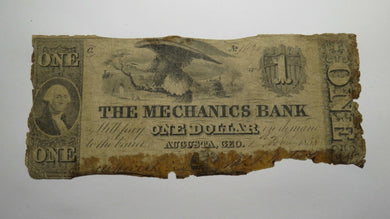 ONE
C
No
1
ONE
THE MECHANICS BANK
Will pay ONE DOLLAR on demand
to the bearer
AUGUSTA, GEO.
ONE